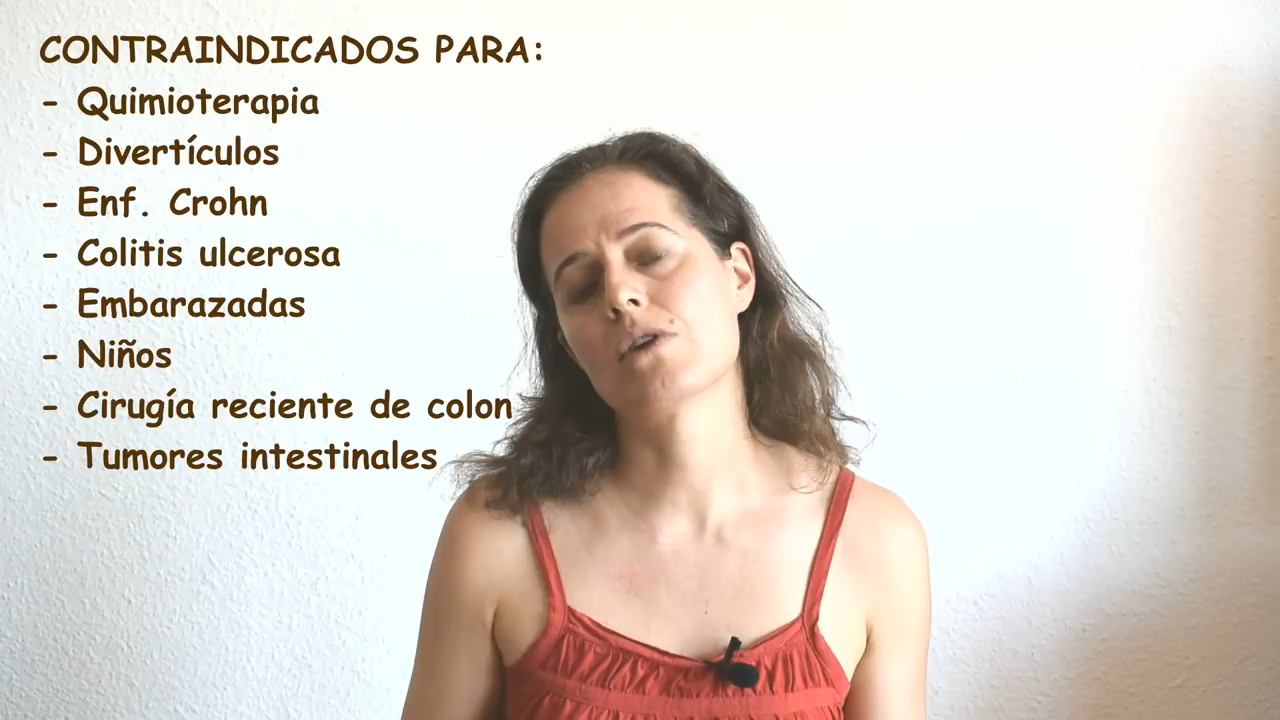 CONTRAINDICADOS PARA:
- Quimioterapia
- Divertículos
- Enf. Crohn
- Colitis ulcerosa
- Embarazadas
- Niños
- Cirugía reciente de colon
- Tumores intestinales